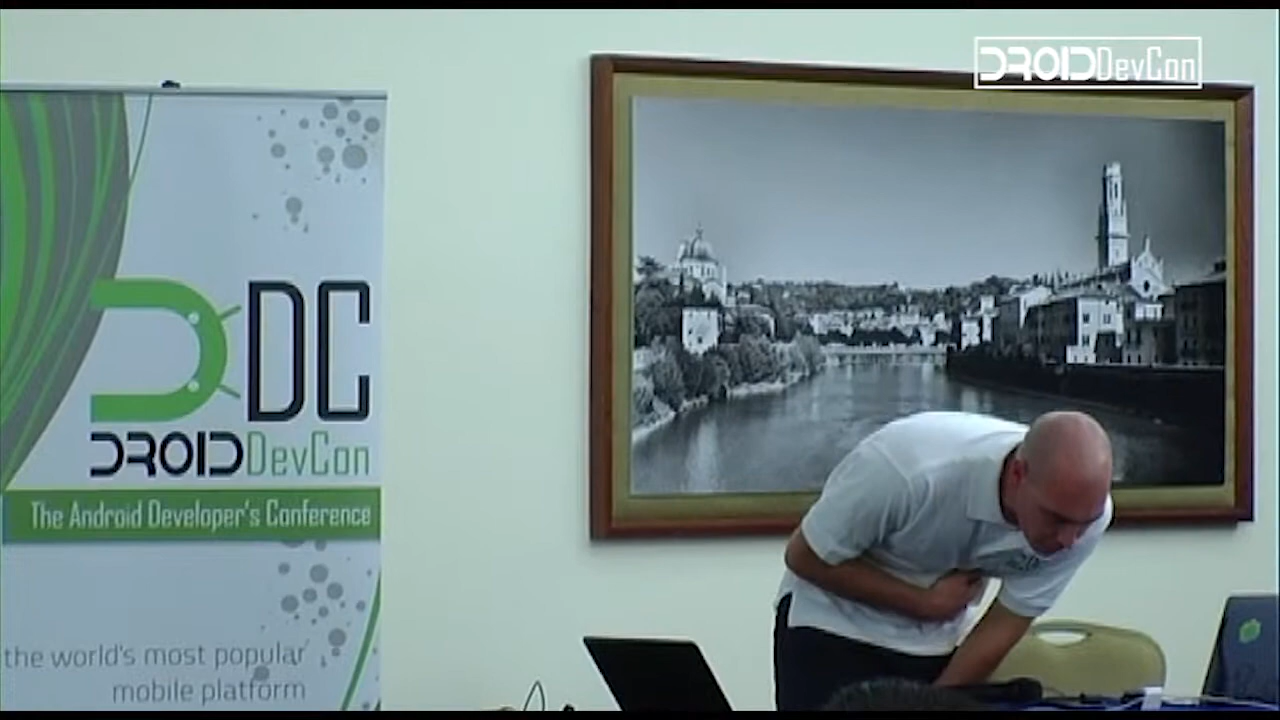 DROIDDevCon
DC
DROIDDevCon
The Android Developer's Conference
the world's most popular
mobile platform